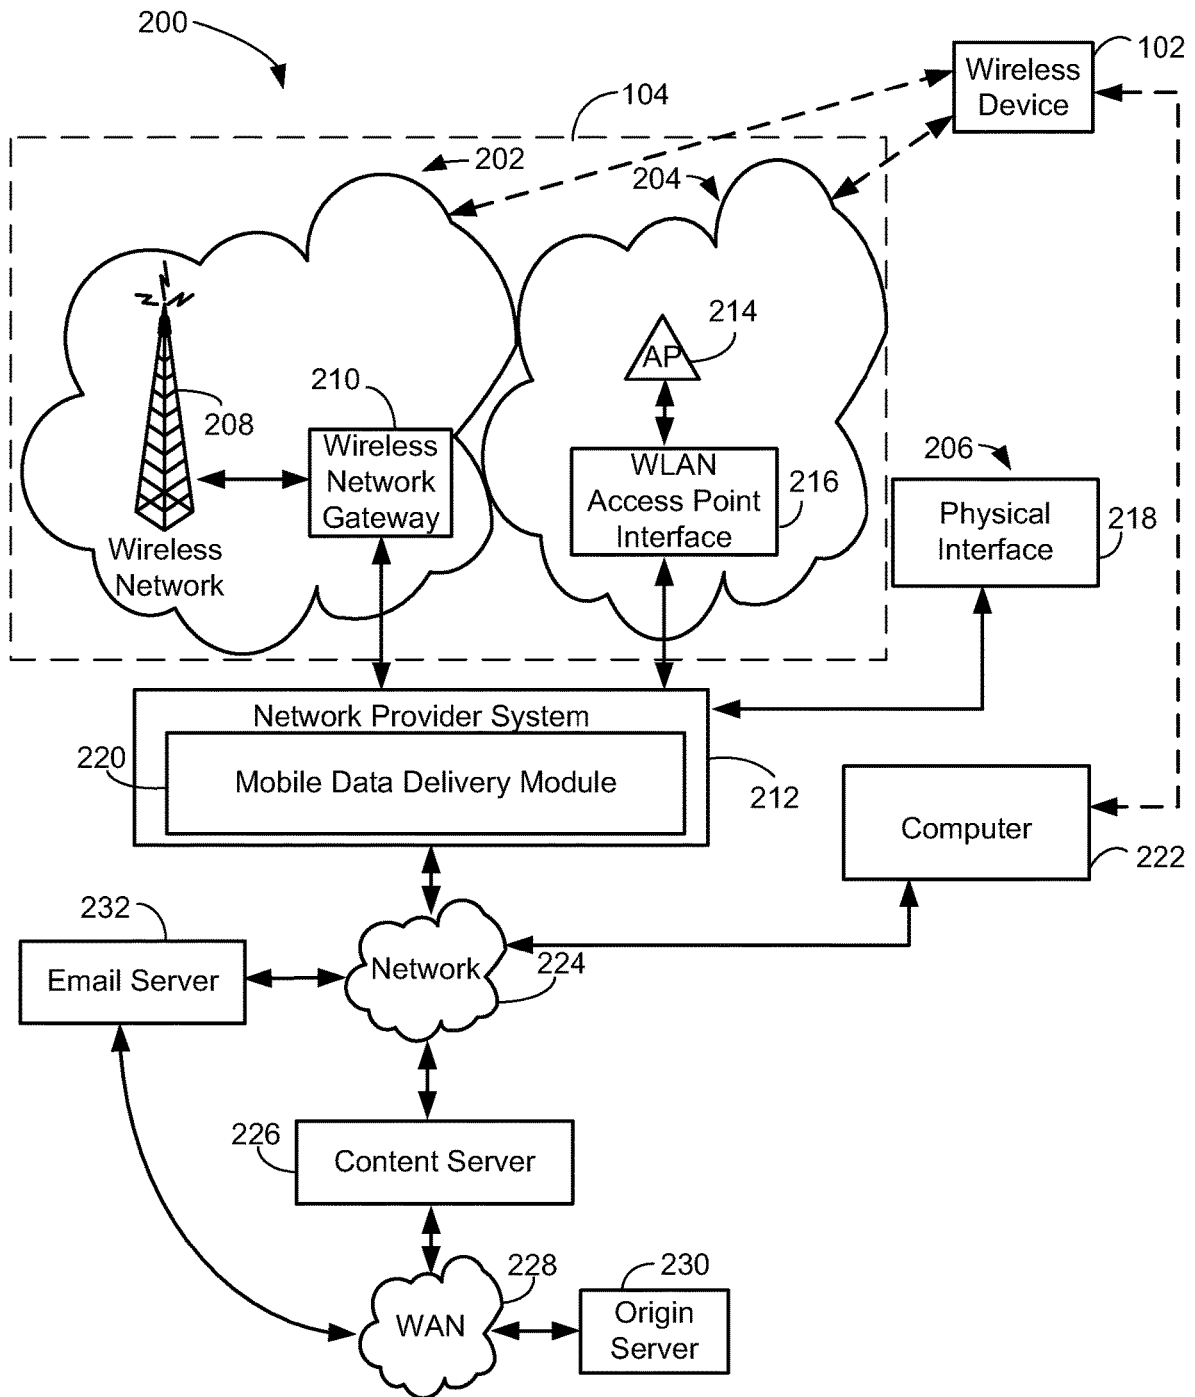 200
102
Wireless
Device
104
202
204
214
AP
210
208
Wireless
Network
Gateway
WLAN
Access Point
Interface
216
206
Physical
Interface
218
Wireless
Network
Network Provider System
220
Mobile Data Delivery Module
212
Computer
222
232
Email Server
Network
224
226
Content Server
228
WAN
230
Origin
Server